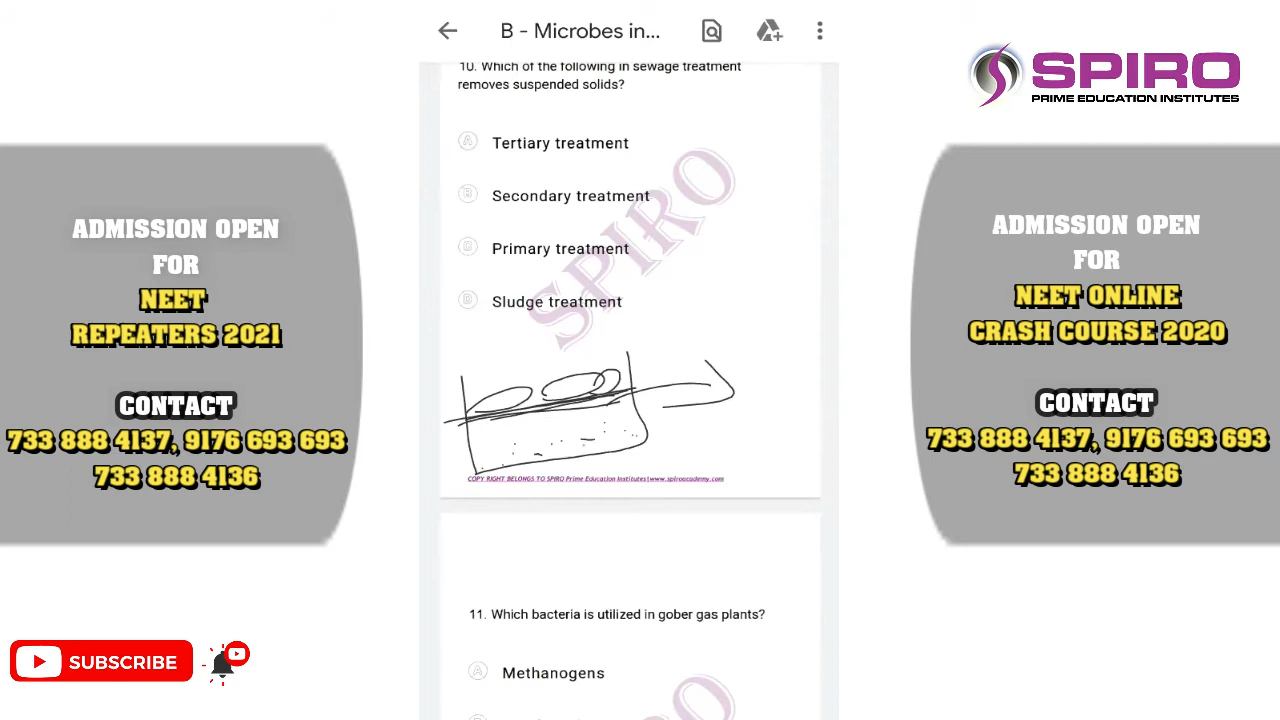 B - Microbes in...
SPIRO
PRIME EDUCATION INSTITUTES
10. Which of the following in sewage treatment
removes suspended solids?
A Tertiary treatment
B Secondary treatment
C Primary treatment
D Sludge treatment
SPIRO
COPY RIGHT BELONGS TO SPIRO Prime Education Institutes|www.spiroacademy.com
11. Which bacteria is utilized in gober gas plants?
A Methanogens
ADMISSION OPEN
FOR
NEET
REPEATERS 2021
CONTACT
733 888 4137, 9176 693 693
733 888 4136
SUBSCRIBE
ADMISSION OPEN
FOR
NEET ONLINE
CRASH COURSE 2020
CONTACT
733 888 4137, 9176 693 693
733 888 4136